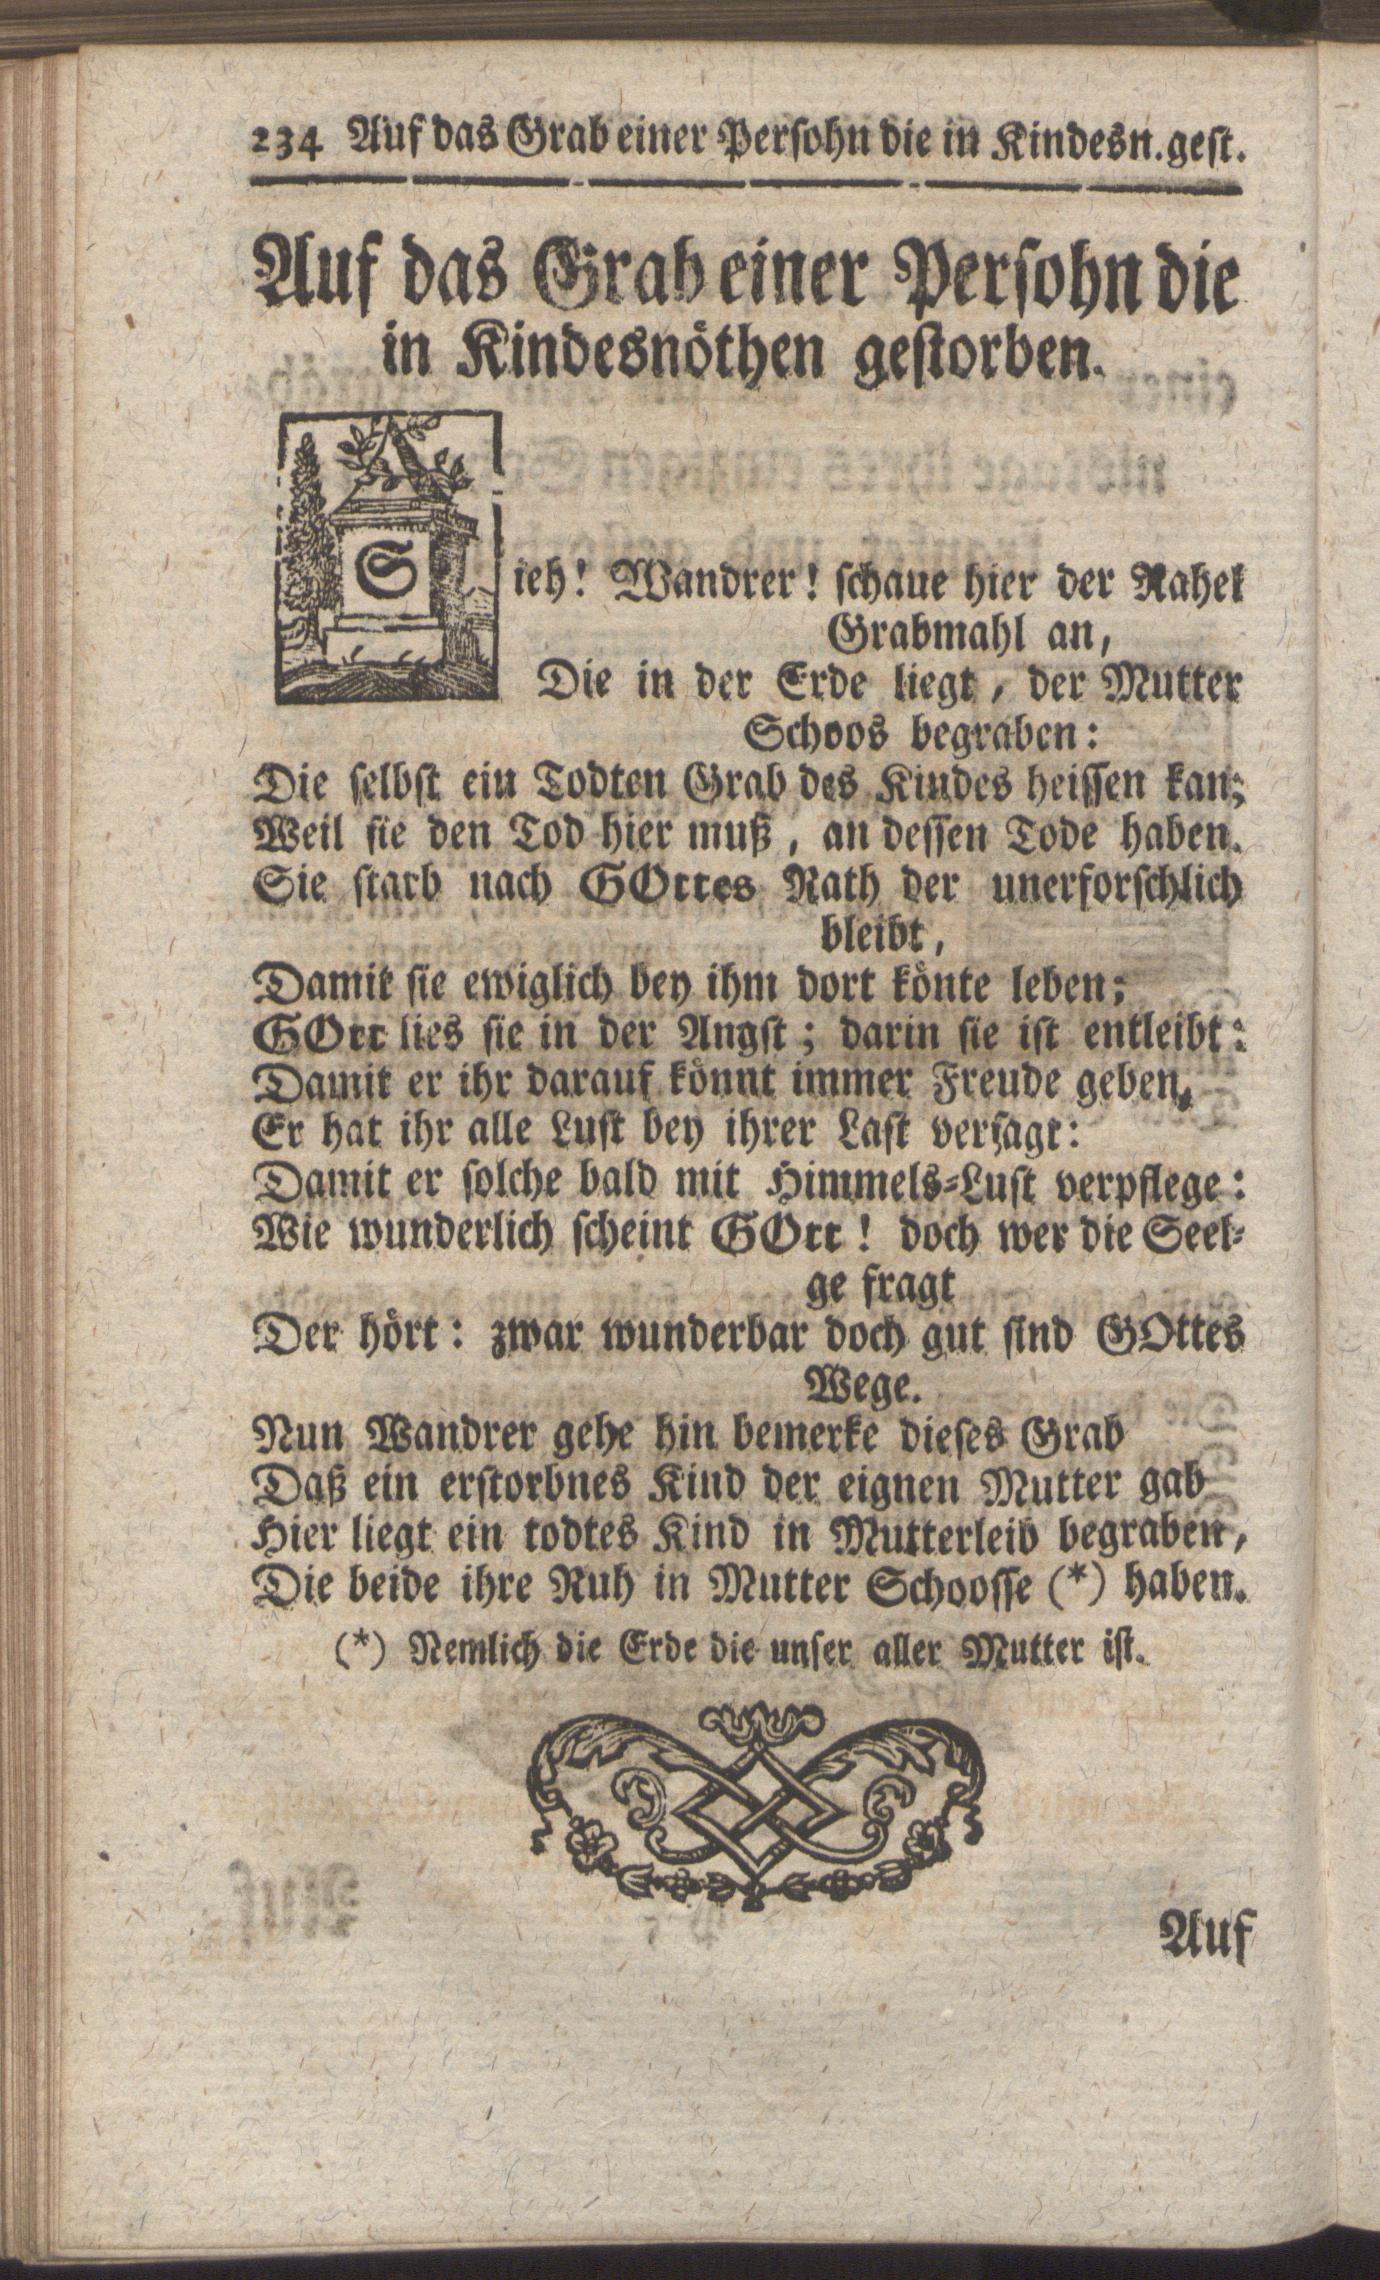 234 Auf das Grab einer Perſohn die in Kindesn. geſt.
Auf das Grab einer Perſohn die
in Kindesnöthen geſtorben.
Sieh! Wandrer! ſchaue hier der Rahel
Grabmahl an,
Die in der Erde liegt, der Mutter
Schoos begraben:
Die ſelbſt ein Todten Grab des Kindes heiſſen kan;
Weil ſie den Tod hier muß, an deſſen Tode haben.
Sie ſtarb nach GOttes Rath der unerforſchlich
bleibt,
Damit ſie ewiglich bey ihm dort könte leben;
GOtt lies ſie in der Angſt; darin ſie iſt entleibt:
Damit er ihr darauf könnt immer Freude geben,
Er hat ihr alle Luſt bey ihrer Laſt verſagt:
Damit er ſolche bald mit Himmels-Luſt verpflege:
Wie wunderlich ſcheint GOtt! doch wer die Seel-
ge fragt
Der hört: zwar wunderbar doch gut ſind GOttes
Wege.
Nun Wandrer gehe hin bemerke dieſes Grab
Daß ein erſtorbnes Kind der eignen Mutter gab
Hier liegt ein todtes Kind in Mutterleib begraben,
Die beide ihre Ruh in Mutter Schooſſe (*) haben.
(*) Nemlich die Erde die unſer aller Mutter iſt.
Auf